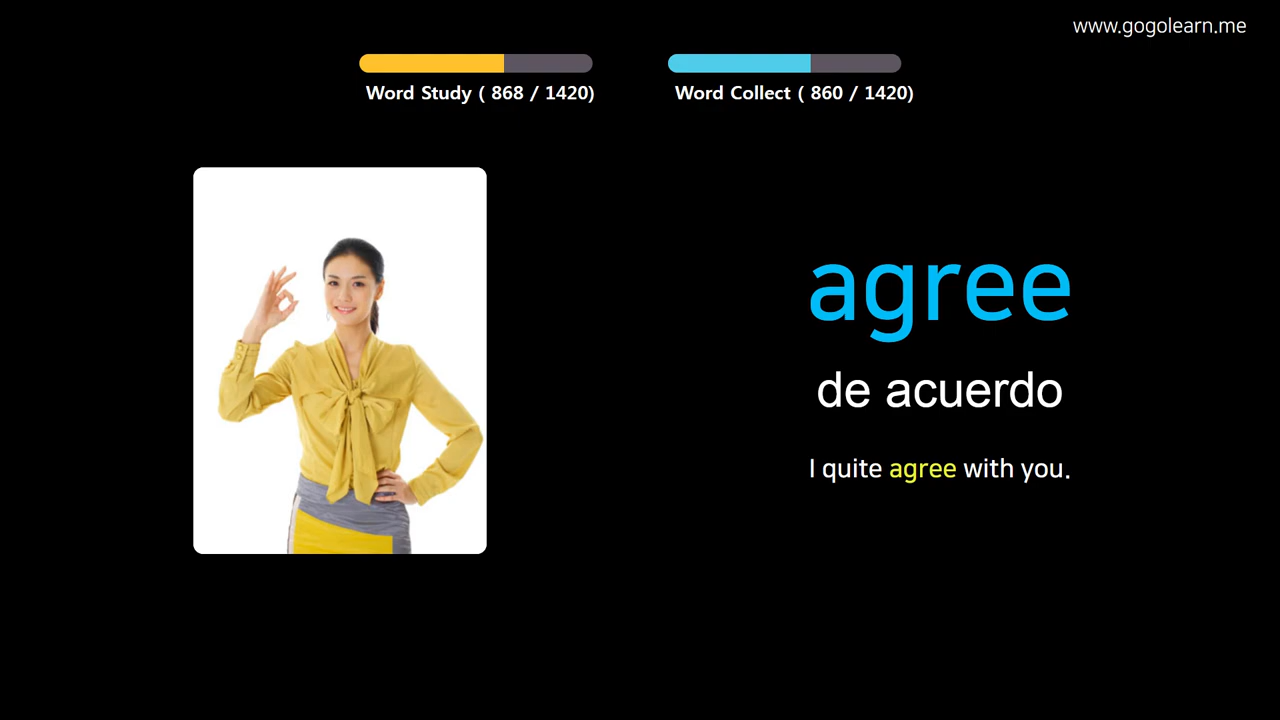 www.gogolearn.me
Word Study ( 868 / 1420)
Word Collect ( 860 / 1420)
agree
de acuerdo
I quite agree with you.